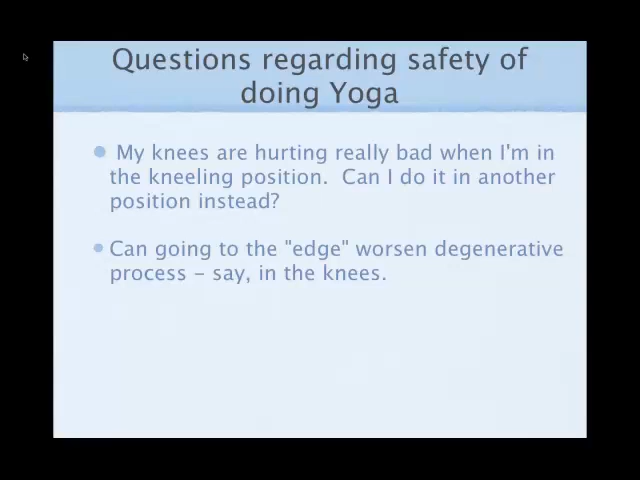 Questions regarding safety of
doing Yoga
My knees are hurting really bad when I'm in
the kneeling position.  Can I do it in another
position instead?
Can going to the "edge" worsen degenerative
process – say, in the knees.